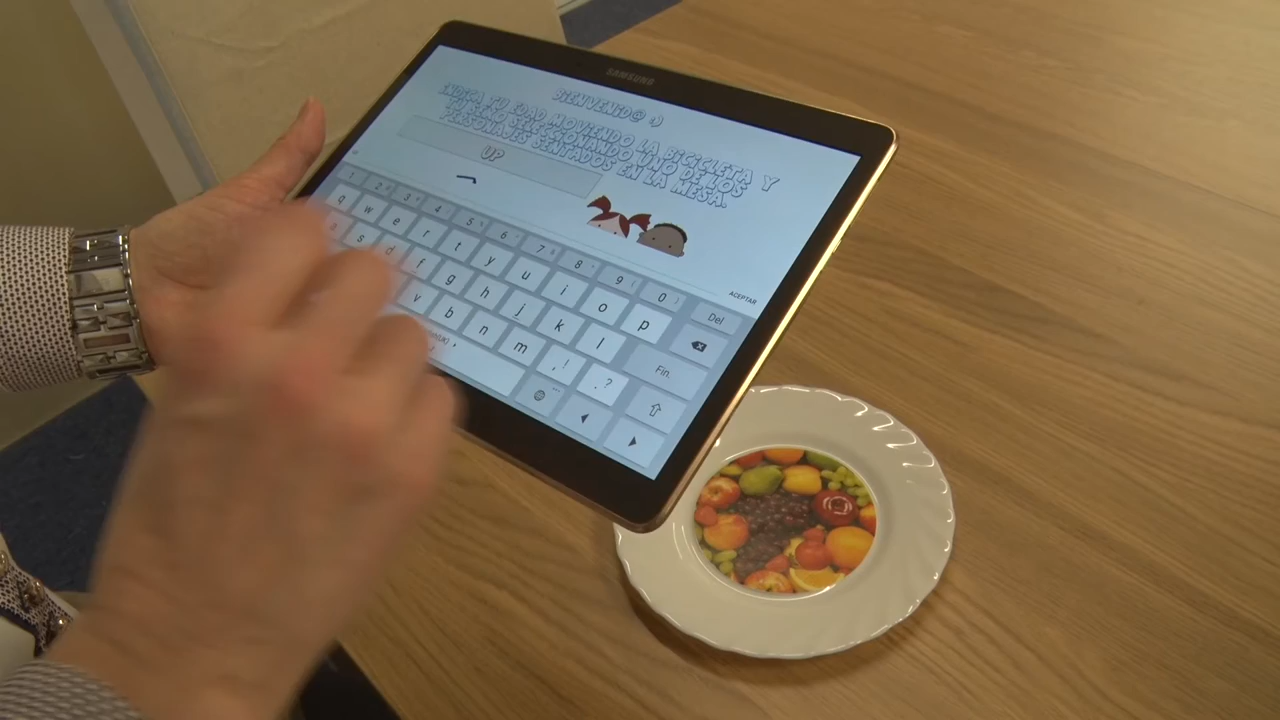 SAMSUNG
BIENVENID@ :)
INDICA TU EDAD MOVIENDO LA BICICLETA Y
TU SEXO SELECCIONANDO UNO DE LOS
PERSONAJES SENTADOS EN LA MESA.
UP
ACEPTAR
1 2 3 4 5 6 7 8 9 0 Del
q w e r t y u i o p
a s d f g h j k l Fin.
v b n m ,! .?